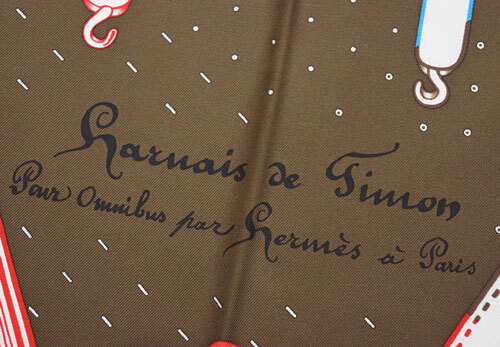 Harnais de Timon
Pour Omnibus par Hermès à Paris